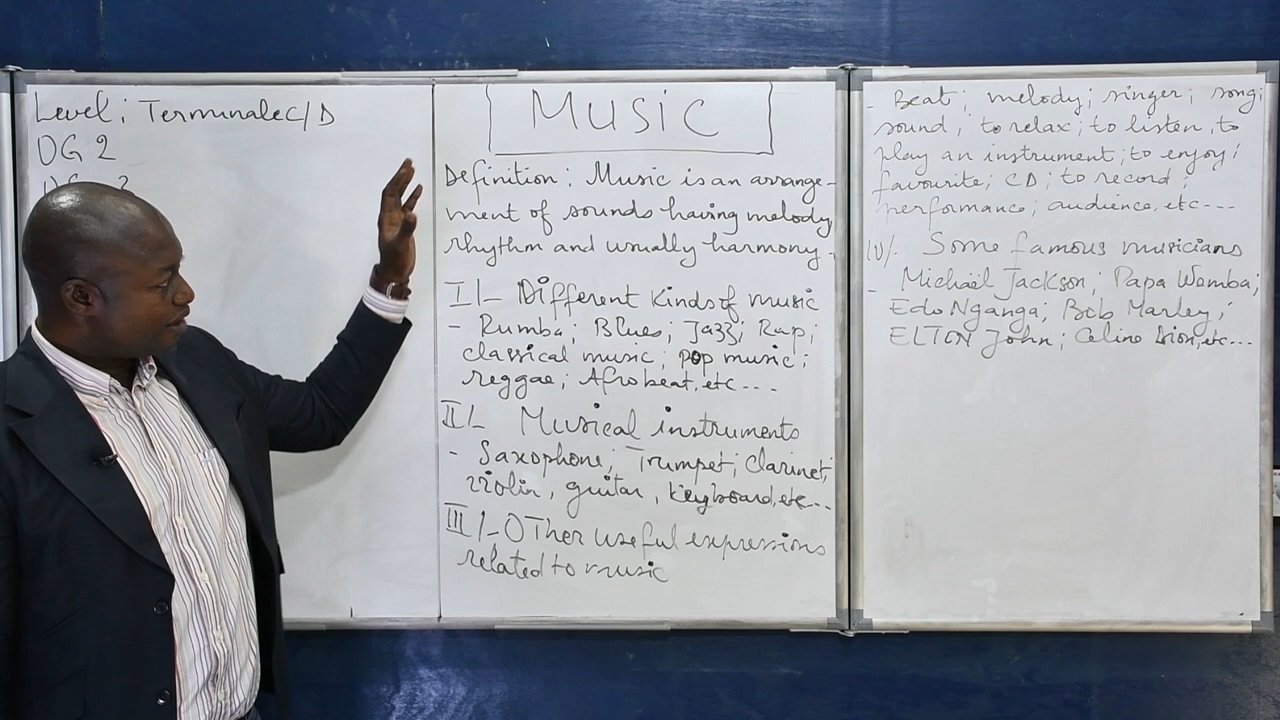 Level: Terminale C/D
OG 2
MUSIC
Definition: Music is an arrange-
ment of sounds having melody,
rhythm and usually harmony.
I/- Different Kinds of music
- Rumba; Blues; Jazz; Rap;
classical music; pop music;
reggae; Afrobeat, etc....
II/- Musical instruments
- Saxophone; Trumpet; clarinet;
violin, guitar, keyboard, etc...
III/- OTher useful expressions
related to music
- Beat; melody; singer; song;
sound; to relax; to listen, to
play an instrument; to enjoy;
favourite; CD; to record;
performance; audience, etc---
IV/- Some famous musicians
- Michaël Jackson; Papa Wemba;
Edo Nganga; Bob Marley;
ELTON John; Celine Dion, etc...